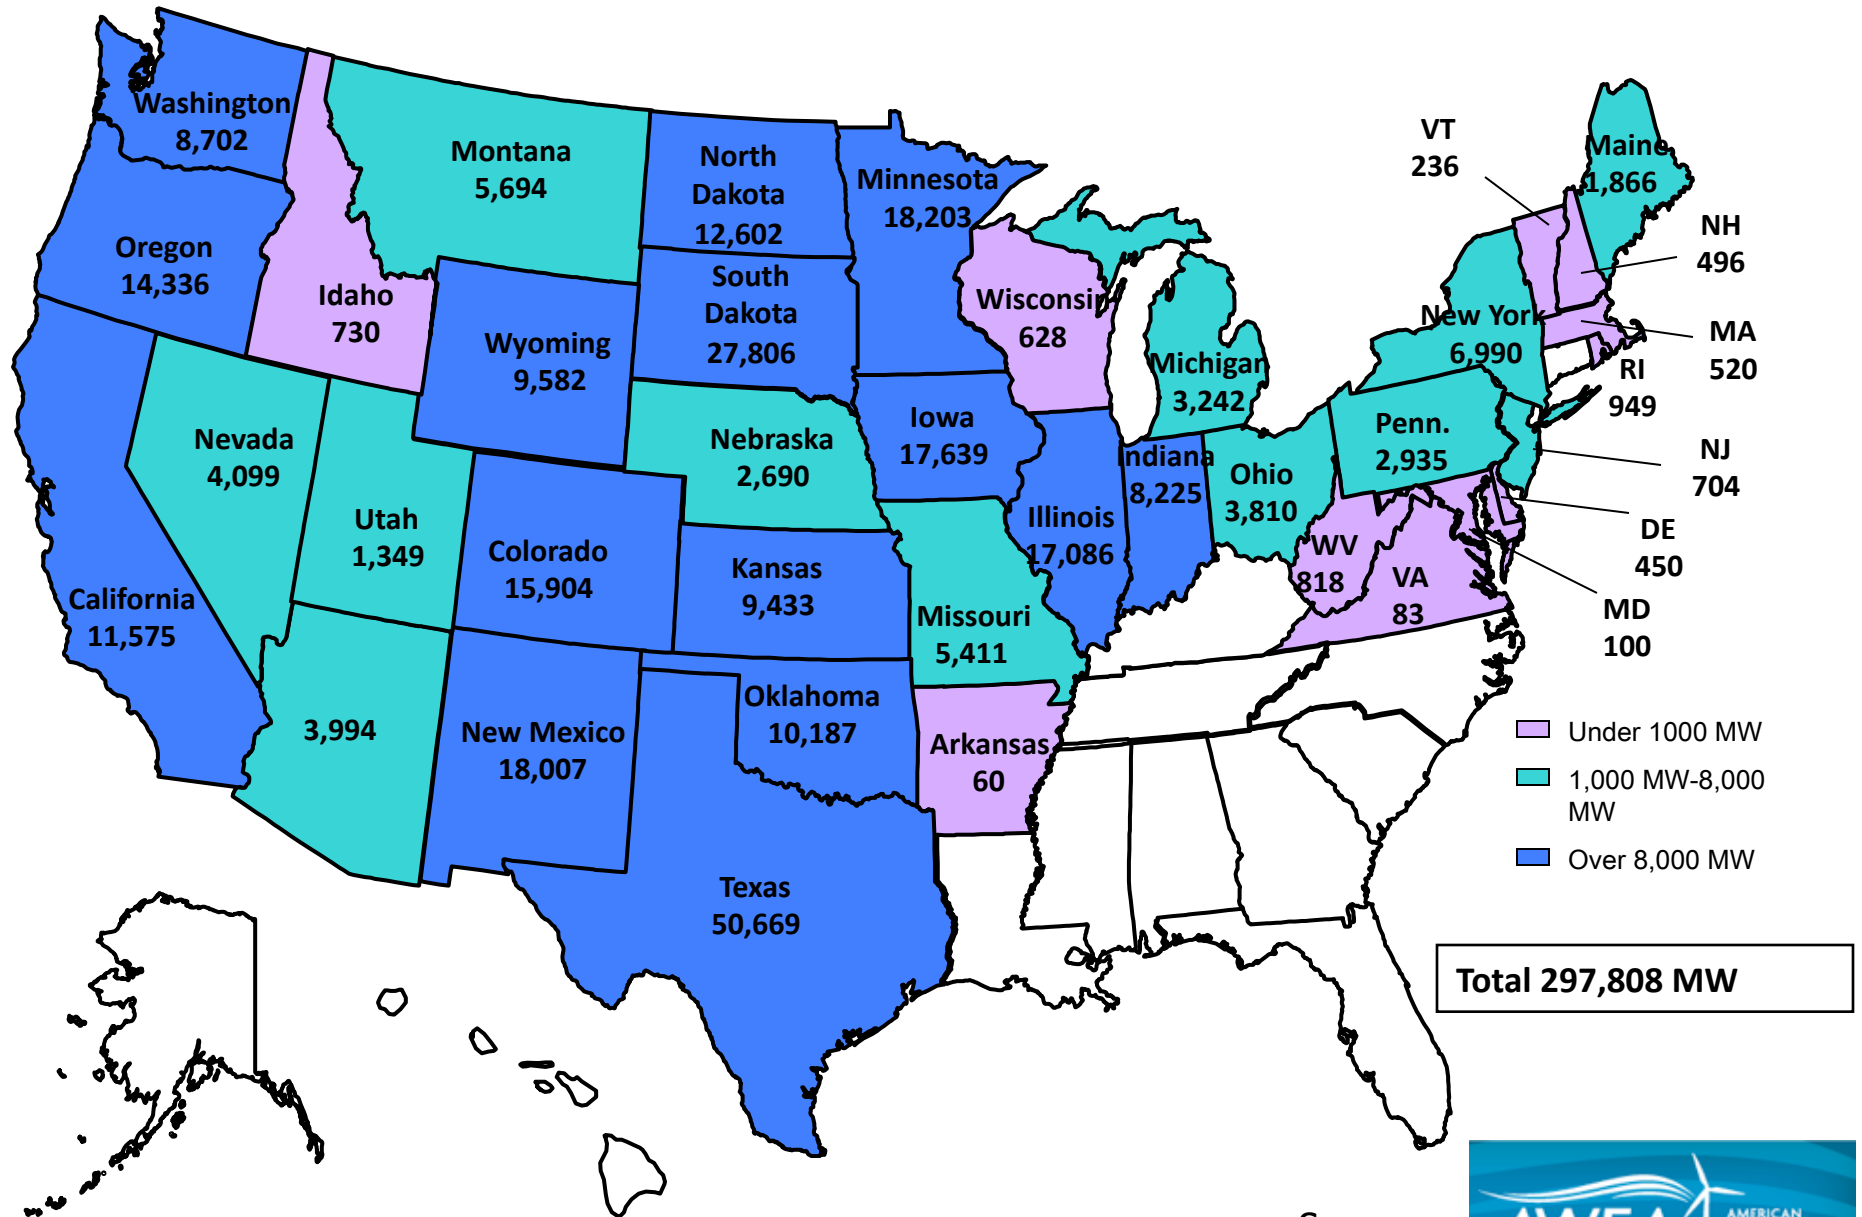 Washington
8,702
Oregon
14,336
California
11,575
Idaho
730
Nevada
4,099
Montana
5,694
Wyoming
9,582
Utah
1,349
3,994
Colorado
15,904
New Mexico
18,007
North
Dakota
12,602
South
Dakota
27,806
Nebraska
2,690
Kansas
9,433
Oklahoma
10,187
Texas
50,669
Minnesota
18,203
Iowa
17,639
Missouri
5,411
Arkansas
60
Wisconsin
628
Illinois
17,086
Michigan
3,242
Indiana
8,225
Ohio
3,810
WV
818
VA
83
Penn.
2,935
New York
6,990
VT
236
Maine
1,866
NH
496
MA
520
RI
949
NJ
704
DE
450
MD
100
Under 1000 MW
1,000 MW-8,000
MW
Over 8,000 MW
Total 297,808 MW
AWEA
AMERICAN